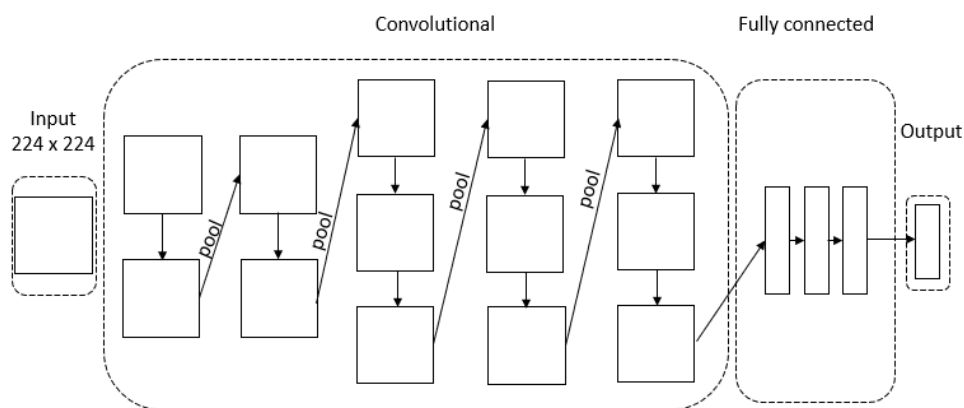 Convolutional
Fully connected
Input
224 x 224
Output
pool
pool
pool
pool